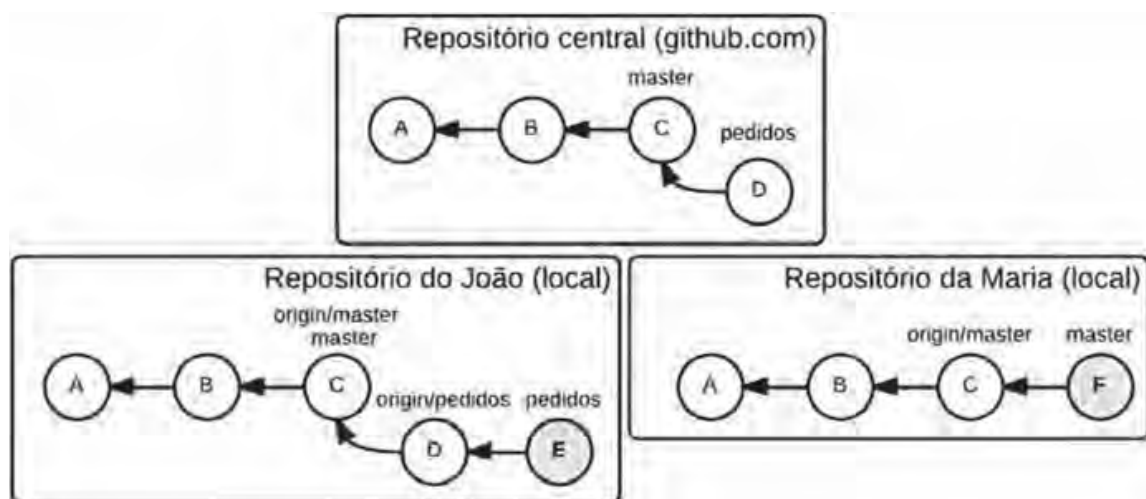 Repositório central (github.com)
master
A B C
pedidos
D
Repositório do João (local)
origin/master
master
A B C
origin/pedidos pedidos
D E
Repositório da Maria (local)
origin/master master
A B C F